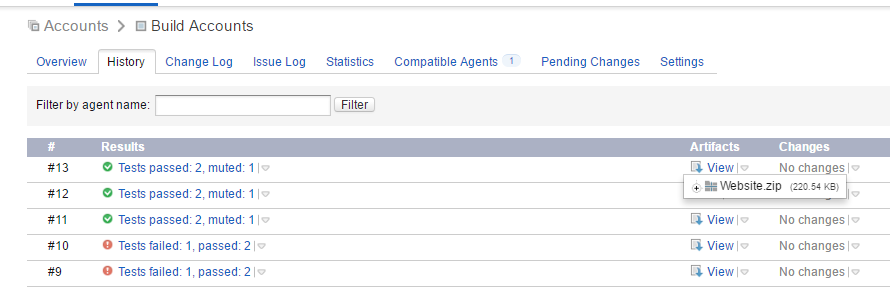 Accounts > Build Accounts
Overview History Change Log Issue Log Statistics Compatible Agents 1 Pending Changes Settings
Filter by agent name: Filter
# Results Artifacts Changes
#13 Tests passed: 2, muted: 1 View No changes
Website.zip (220.54 KB)
#12 Tests passed: 2, muted: 1
#11 Tests passed: 2, muted: 1 View No changes
#10 Tests failed: 1, passed: 2 View No changes
#9 Tests failed: 1, passed: 2 View No changes